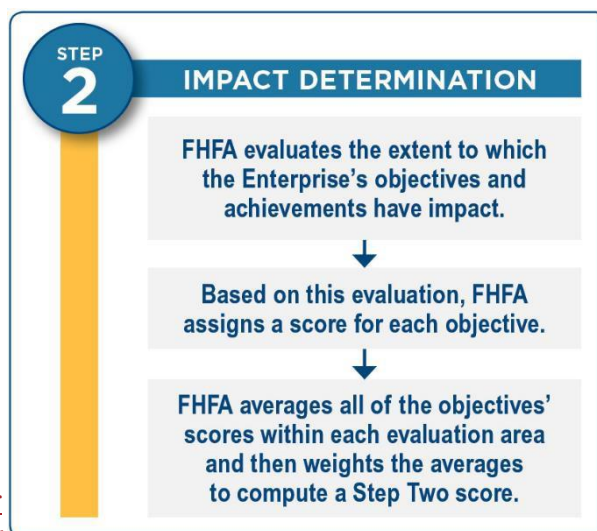 STEP
2
IMPACT DETERMINATION
FHFA evaluates the extent to which
the Enterprise’s objectives and
achievements have impact.
Based on this evaluation, FHFA
assigns a score for each objective.
FHFA averages all of the objectives’
scores within each evaluation area
and then weights the averages
to compute a Step Two score.